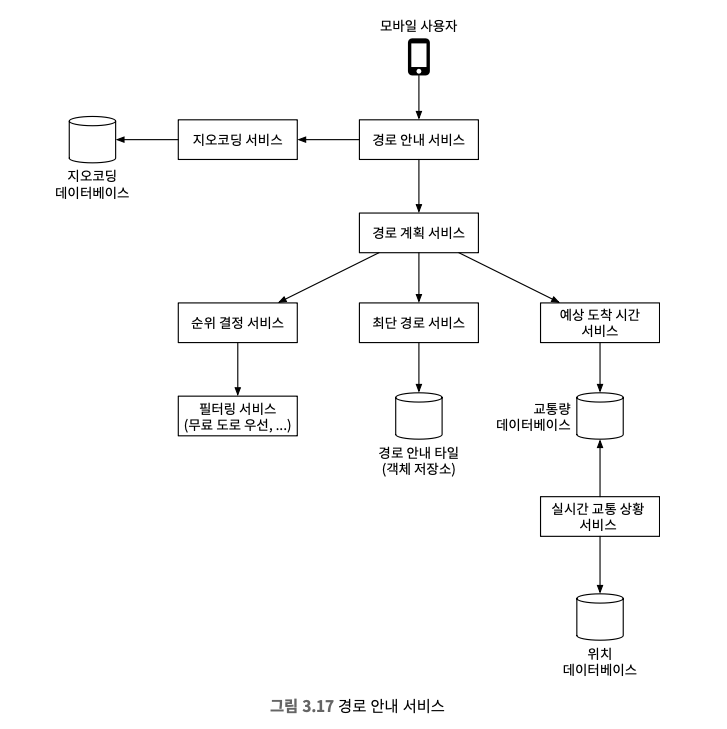 모바일 사용자
지오코딩 서비스
경로 안내 서비스
지오코딩
데이터베이스
경로 계획 서비스
순위 결정 서비스
최단 경로 서비스
예상 도착 시간
서비스
필터링 서비스
(무료 도로 우선, ...)
교통량
데이터베이스
경로 안내 타일
(객체 저장소)
실시간 교통 상황
서비스
위치
데이터베이스
그림 3.17 경로 안내 서비스